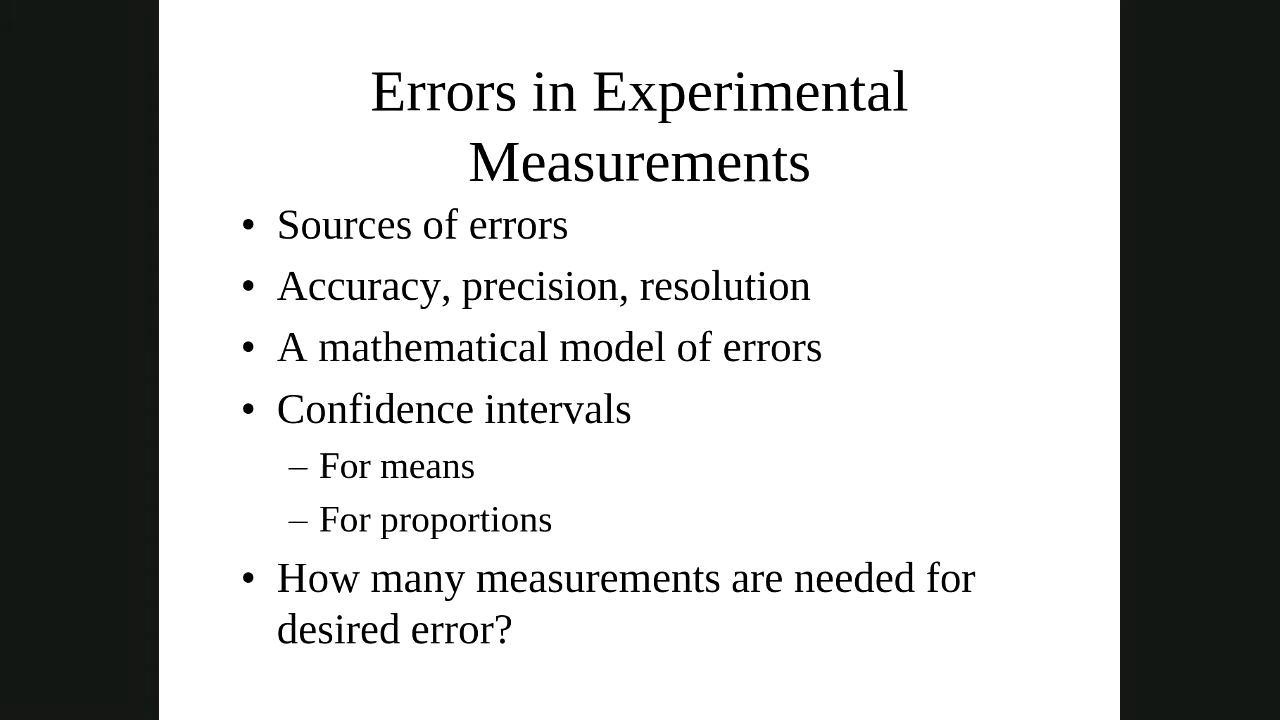 Errors in Experimental
Measurements
• Sources of errors
• Accuracy, precision, resolution
• A mathematical model of errors
• Confidence intervals
– For means
– For proportions
• How many measurements are needed for
desired error?